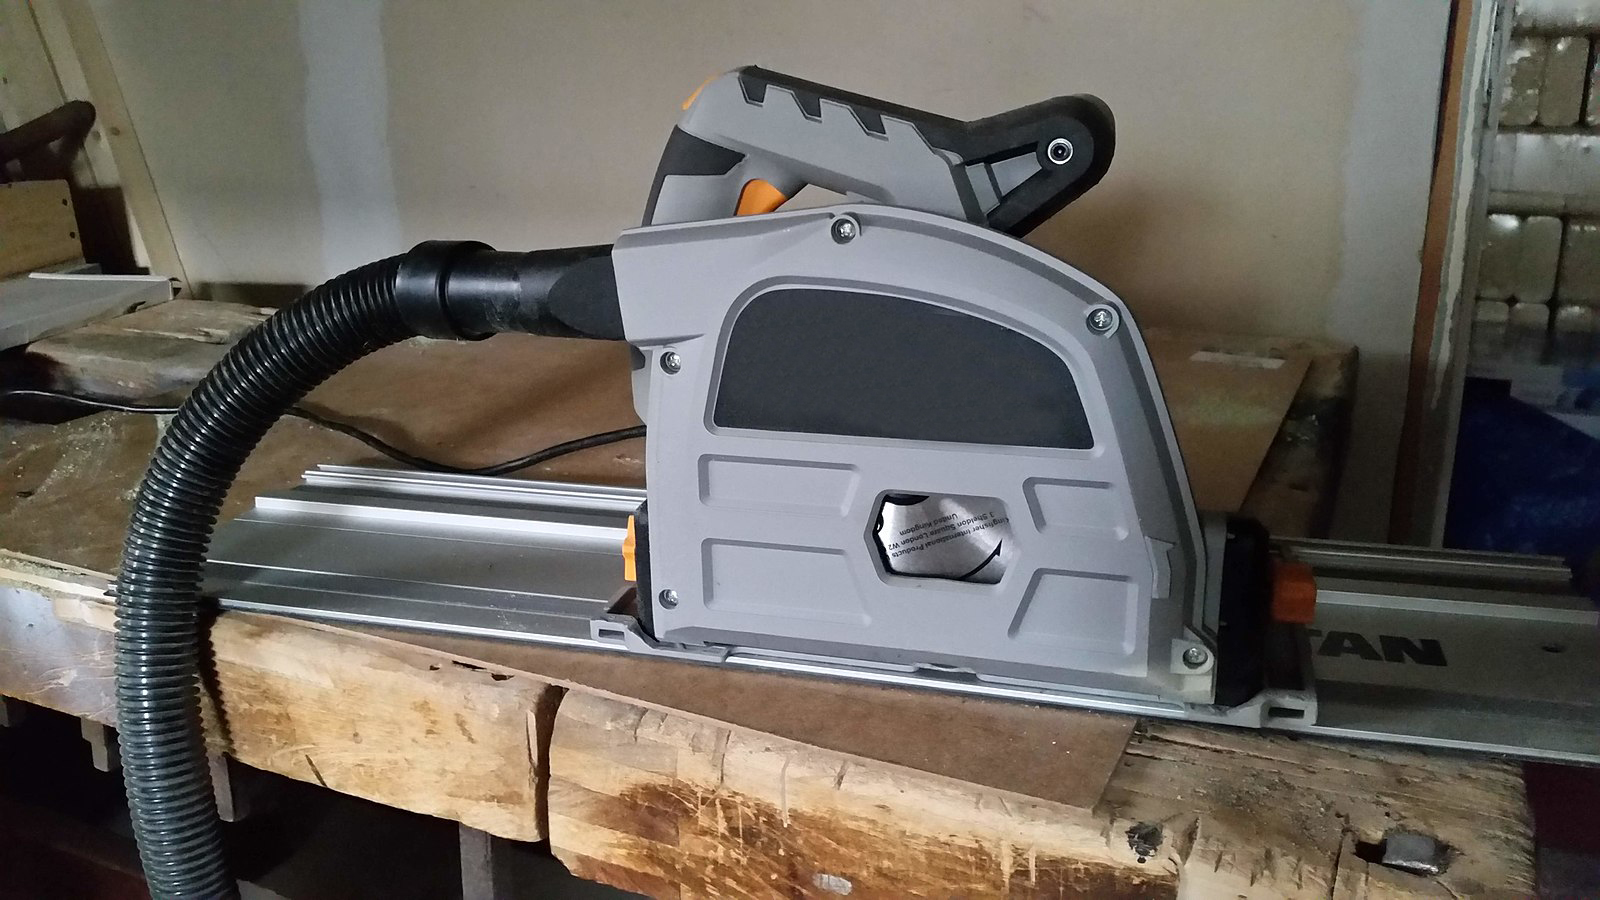 Kingfisher International Products
3 Sheldon Square London W2
United Kingdom
TAN